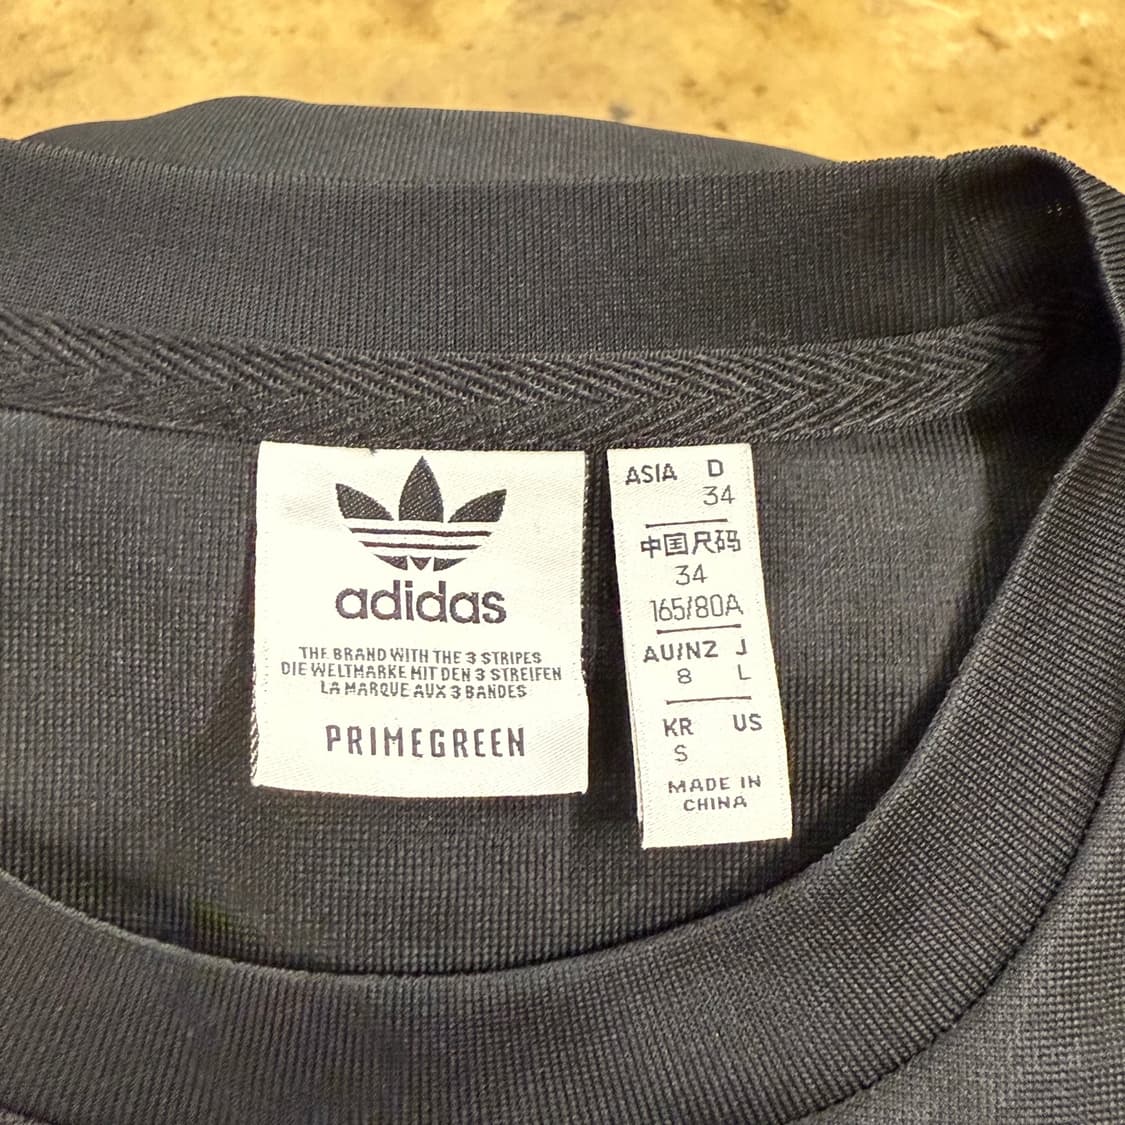 adidas
THE BRAND WITH THE 3 STRIPES
DIE WELTMARKE MIT DEN 3 STREIFEN
LA MARQUE AUX 3 BANDES
PRIMEGREEN
ASIA D
34
中国尺码
34
165/80A
AU/NZ J
8 L
KR US
S
MADE IN
CHINA